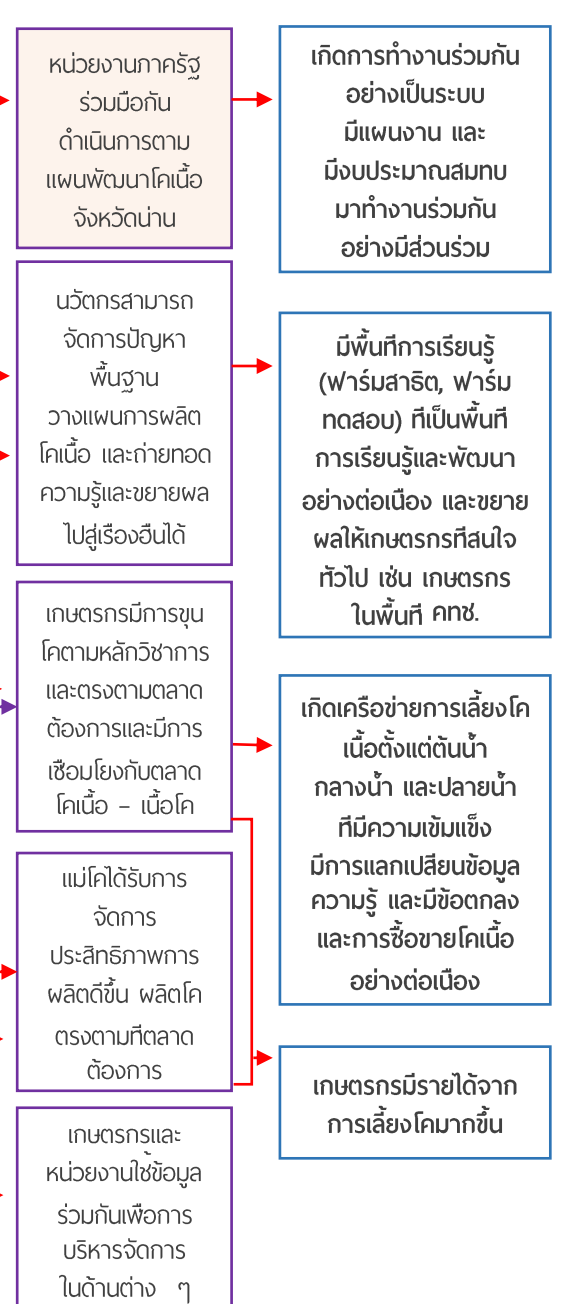 หน่วยงานภาครัฐ
ร่วมมือกัน
ดำเนินการตาม
แผนพัฒนาโคเนื้อ
จังหวัดน่าน
เกิดการทำงานร่วมกัน
อย่างเป็นระบบ
มีแผนงาน และ
มีงบประมาณสมทบ
มาทำงานร่วมกัน
อย่างมีส่วนร่วม
นวัตกรสามารถ
จัดการปัญหา
พื้นฐาน
วางแผนการผลิต
โคเนื้อ และถ่ายทอด
ความรู้และขยายผล
ไปสู่เรืองอืนได้
มีพื้นทีการเรียนรู้
(ฟาร์มสาธิต, ฟาร์ม
ทดสอบ) ทีเป็นพื้นที
การเรียนรู้และพัฒนา
อย่างต่อเนือง และขยาย
ผลให้เกษตรกรทีสนใจ
ทัวไป เช่น เกษตรกร
ในพื้นที คทช.
เกษตรกรมีการขุน
โคตามหลักวิชาการ
และตรงตามตลาด
ต้องการและมีการ
เชือมโยงกับตลาด
โคเนื้อ – เนื้อโค
เกิดเครือข่ายการเลี้ยงโค
เนื้อตั้งแต่ต้นน้ำ
กลางน้ำ และปลายน้ำ
ทีมีความเข้มแข็ง
มีการแลกเปลียนข้อมูล
ความรู้ และมีข้อตกลง
และการซื้อขายโคเนื้อ
อย่างต่อเนือง
แม่โคได้รับการ
จัดการ
ประสิทธิภาพการ
ผลิตดีขึ้น ผลิตโค
ตรงตามทีตลาด
ต้องการ
เกษตรกรมีรายได้จาก
การเลี้ยงโคมากขึ้น
เกษตรกรและ
หน่วยงานใช้ข้อมูล
ร่วมกันเพือการ
บริหารจัดการ
ในด้านต่าง ๆ